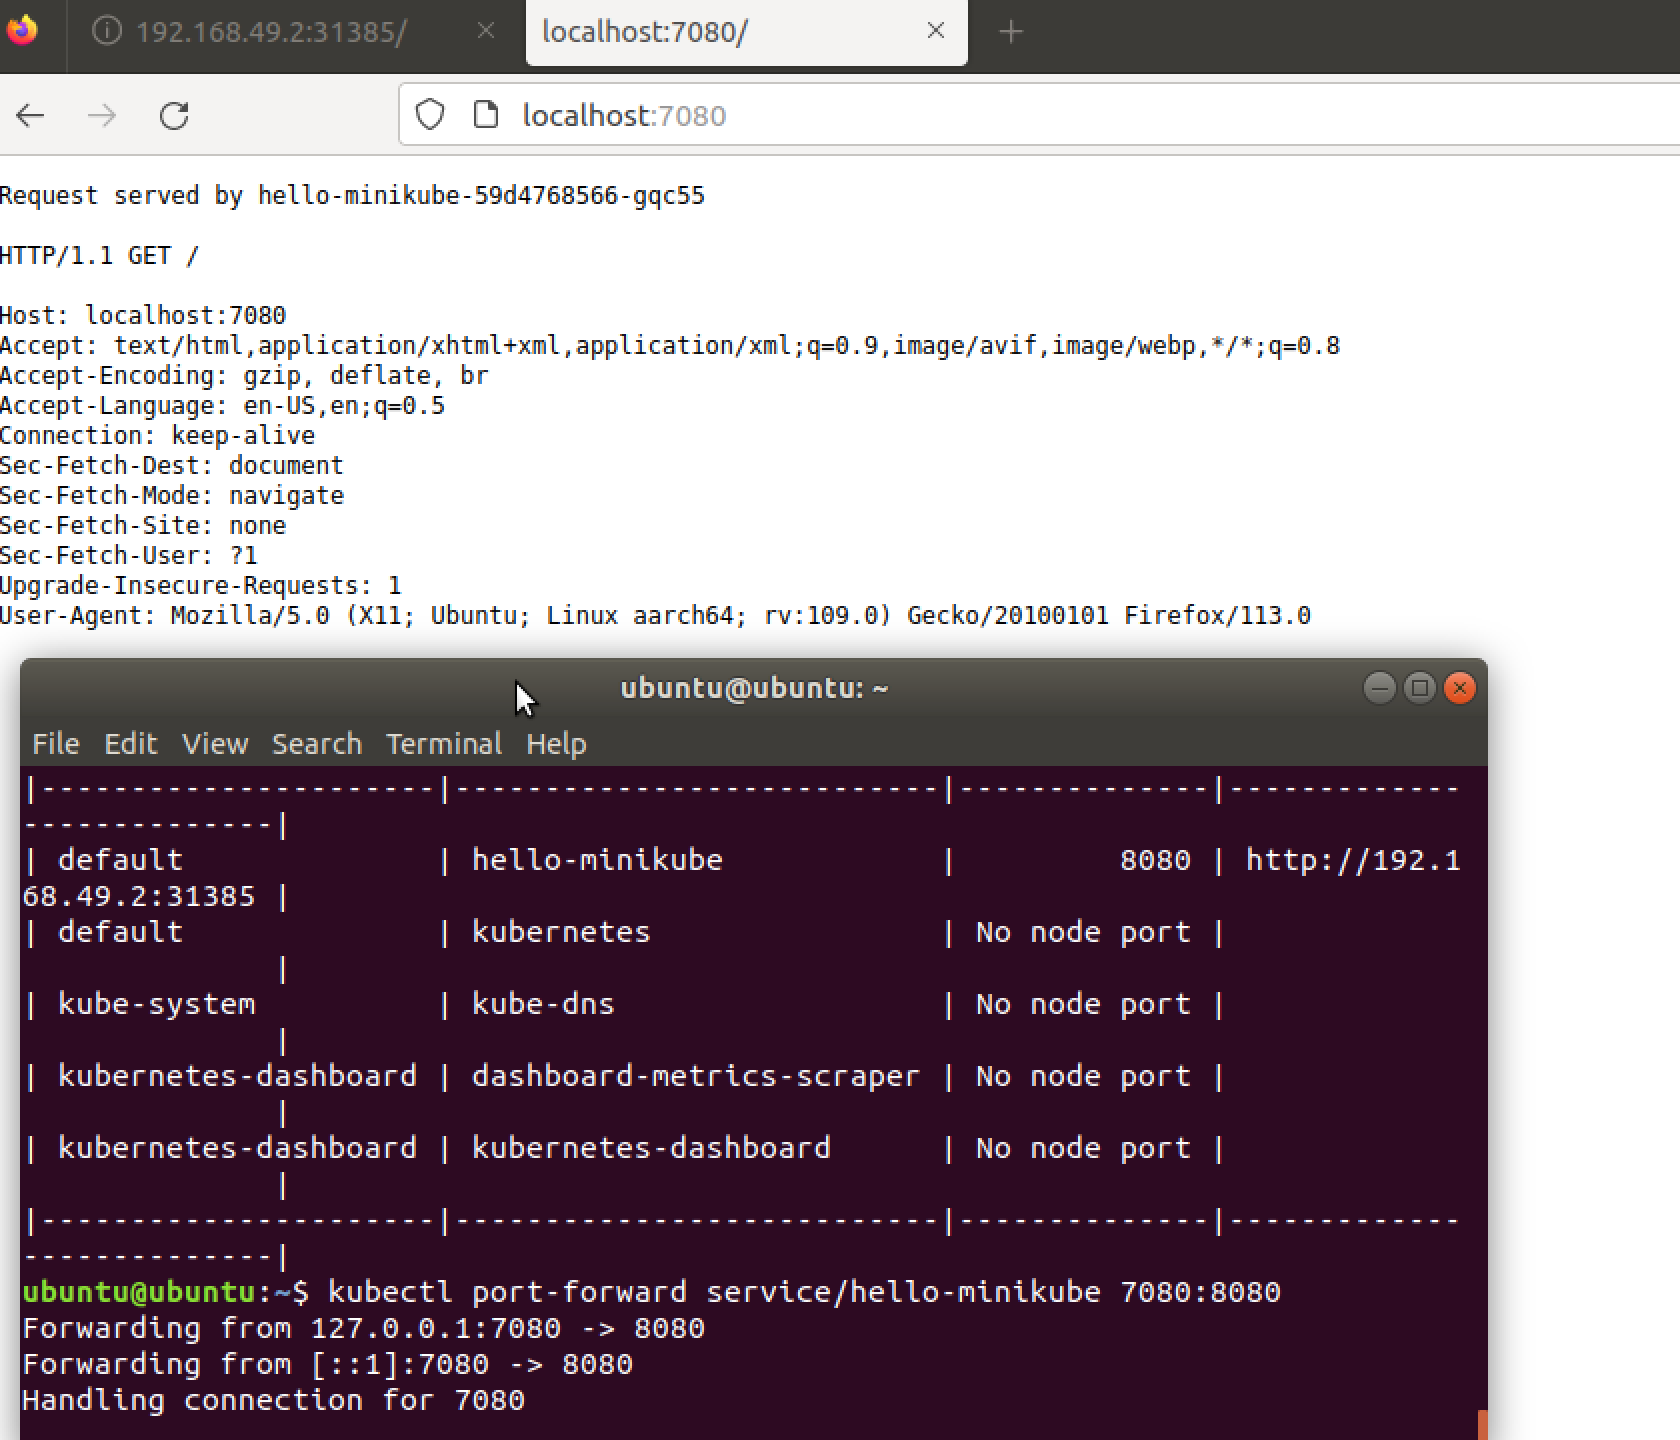 192.168.49.2:31385/
localhost:7080/
localhost:7080
Request served by hello-minikube-59d4768566-gqc55
HTTP/1.1 GET /
Host: localhost:7080
Accept: text/html,application/xhtml+xml,application/xml;q=0.9,image/avif,image/webp,*/*;q=0.8
Accept-Encoding: gzip, deflate, br
Accept-Language: en-US,en;q=0.5
Connection: keep-alive
Sec-Fetch-Dest: document
Sec-Fetch-Mode: navigate
Sec-Fetch-Site: none
Sec-Fetch-User: ?1
Upgrade-Insecure-Requests: 1
User-Agent: Mozilla/5.0 (X11; Ubuntu; Linux aarch64; rv:109.0) Gecko/20100101 Firefox/113.0
ubuntu@ubuntu: ~
File Edit View Search Terminal Help
|----------------------|---------------------------|--------------|-------------
--------------|
| default              | hello-minikube            |         8080 | http://192.1
68.49.2:31385 |
| default              | kubernetes                | No node port |
              |
| kube-system          | kube-dns                  | No node port |
              |
| kubernetes-dashboard | dashboard-metrics-scraper | No node port |
              |
| kubernetes-dashboard | kubernetes-dashboard      | No node port |
              |
|----------------------|---------------------------|--------------|-------------
--------------|
ubuntu@ubuntu:~$ kubectl port-forward service/hello-minikube 7080:8080
Forwarding from 127.0.0.1:7080 -> 8080
Forwarding from [::1]:7080 -> 8080
Handling connection for 7080